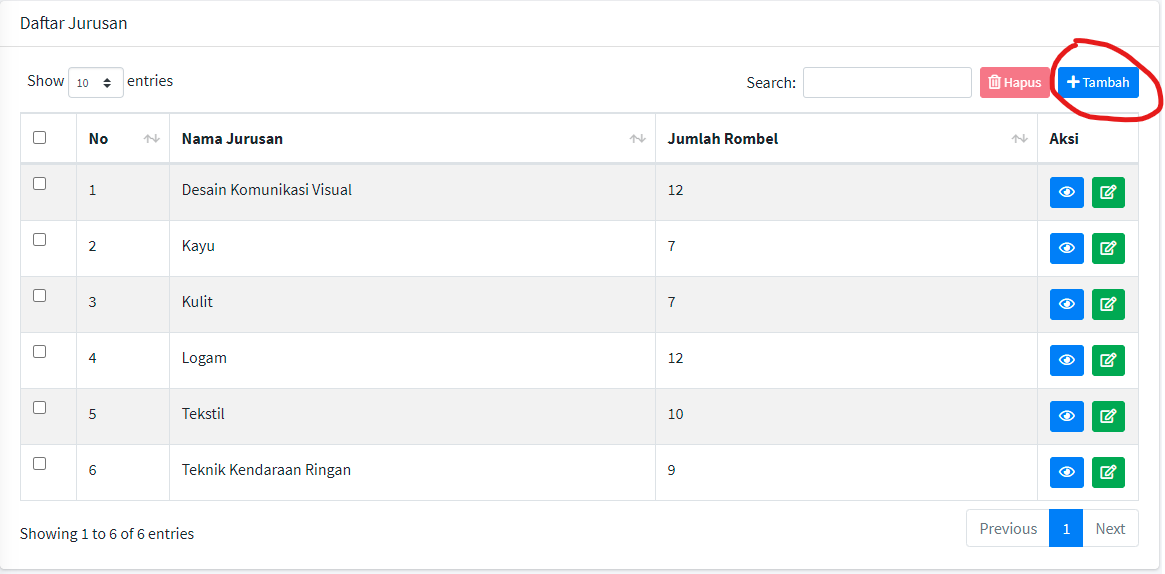 Daftar Jurusan
Show 10 entries Search: Hapus Tambah
No Nama Jurusan Jumlah Rombel Aksi
1 Desain Komunikasi Visual 12
2 Kayu 7
3 Kulit 7
4 Logam 12
5 Tekstil 10
6 Teknik Kendaraan Ringan 9
Showing 1 to 6 of 6 entries Previous 1 Next